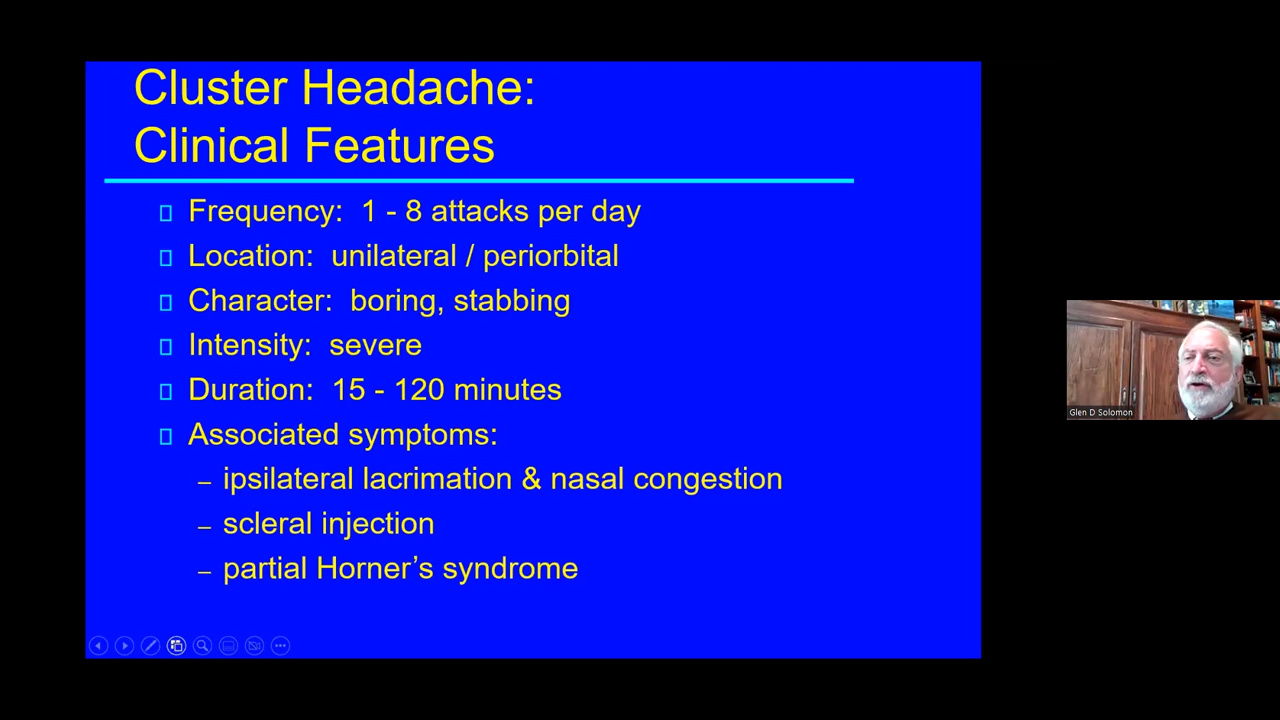 Cluster Headache:
Clinical Features
Frequency: 1 - 8 attacks per day
Location: unilateral / periorbital
Character: boring, stabbing
Intensity: severe
Duration: 15 - 120 minutes
Associated symptoms:
– ipsilateral lacrimation & nasal congestion
– scleral injection
– partial Horner’s syndrome
Glen D Solomon